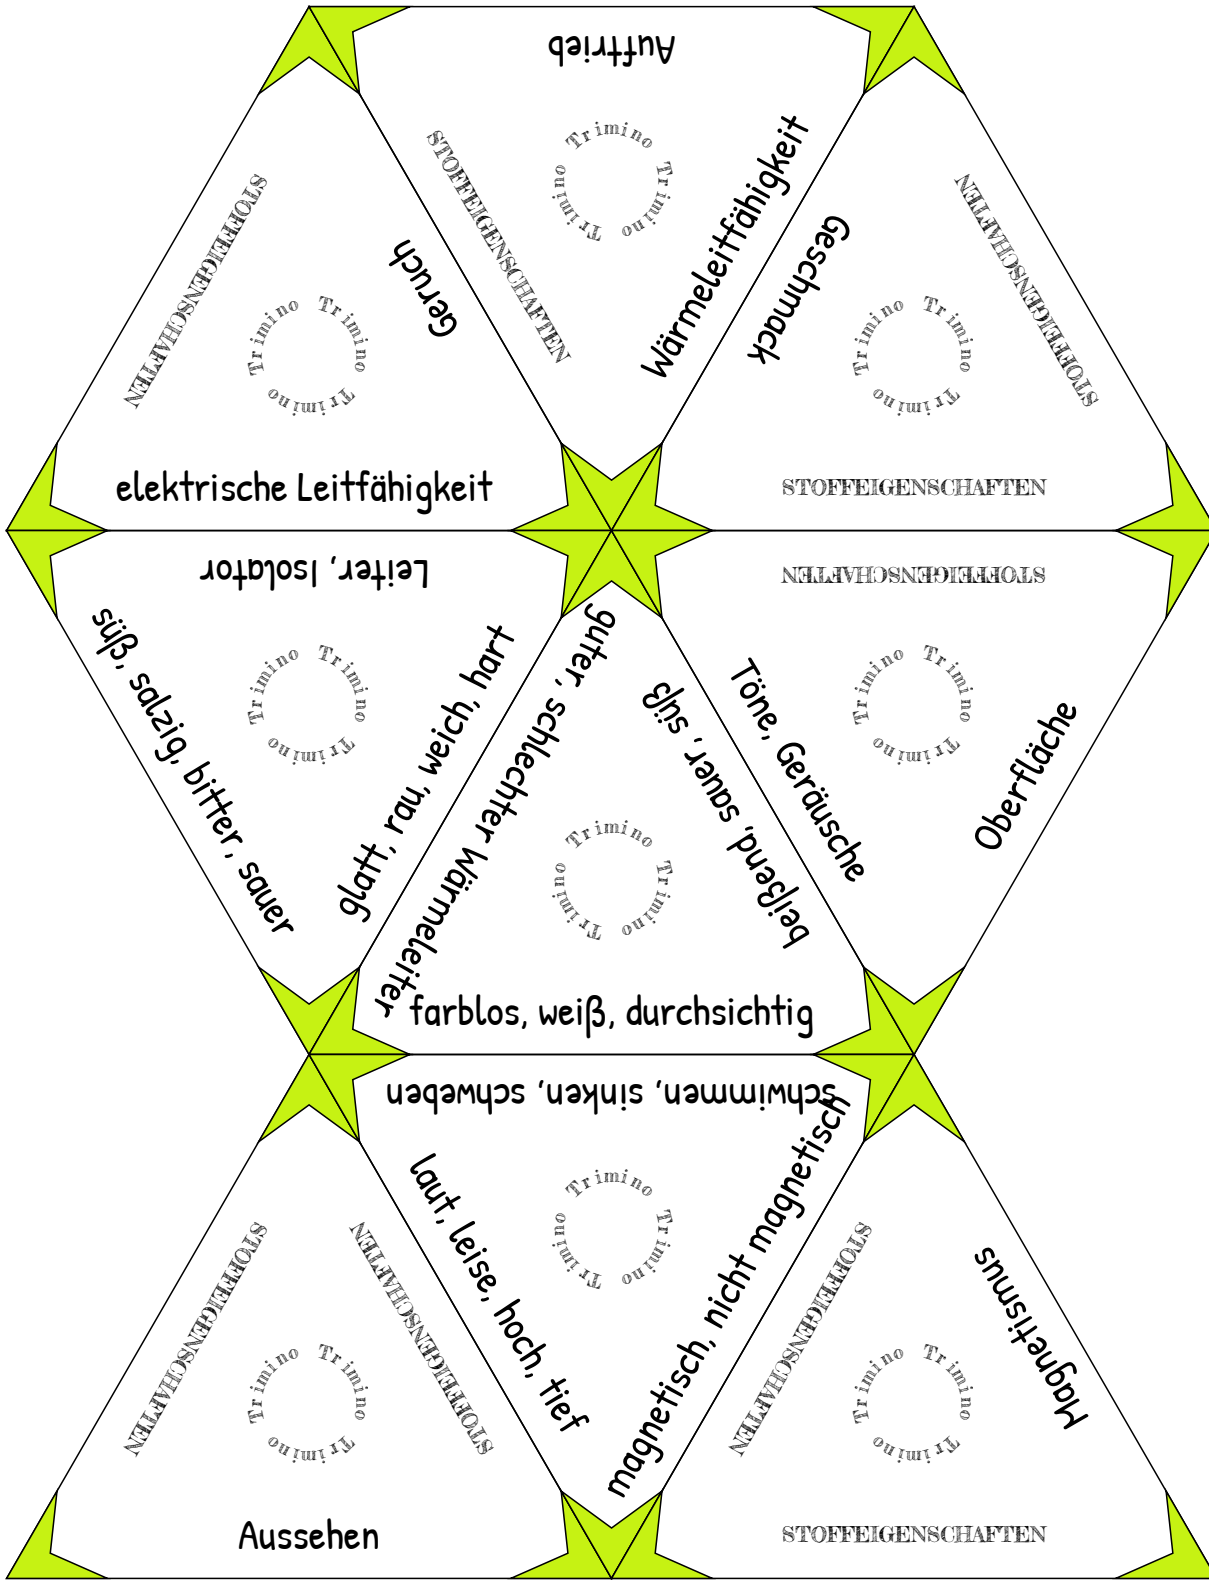 Auftrieb
STOFFEIGENSCHAFTEN
Wärmeleitfähigkeit
Trimino Trimino Trimino
STOFFEIGENSCHAFTEN
Geruch
elektrische Leitfähigkeit
Trimino Trimino Trimino
Geschmack
STOFFEIGENSCHAFTEN
STOFFEIGENSCHAFTEN
Trimino Trimino Trimino
Leiter, Isolator
süß, salzig, bitter, sauer
glatt, rau, weich, hart
Trimino Trimino Trimino
guter, schlechter Wärmeleiter
beißend, sauer, süß
farblos, weiß, durchsichtig
Trimino Trimino Trimino
STOFFEIGENSCHAFTEN
Töne, Geräusche
Oberfläche
Trimino Trimino Trimino
STOFFEIGENSCHAFTEN
STOFFEIGENSCHAFTEN
Aussehen
Trimino Trimino Trimino
schwimmen, sinken, schweben
laut, leise, hoch, tief
magnetisch, nicht magnetisch
Trimino Trimino Trimino
STOFFEIGENSCHAFTEN
Magnetismus
STOFFEIGENSCHAFTEN
Trimino Trimino Trimino